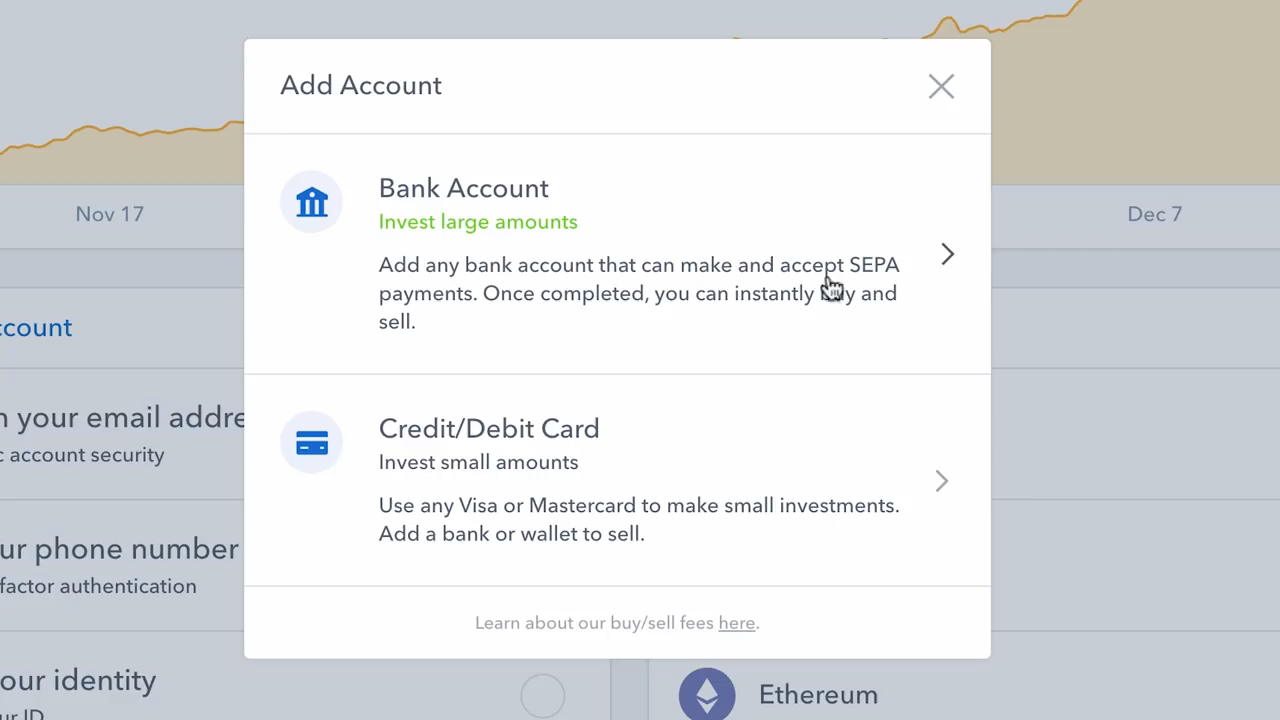 Add Account
Bank Account
Invest large amounts
Add any bank account that can make and accept SEPA
payments. Once completed, you can instantly buy and
sell.
Credit/Debit Card
Invest small amounts
Use any Visa or Mastercard to make small investments.
Add a bank or wallet to sell.
Learn about our buy/sell fees here.
Nov 17
Dec 7
ccount
n your email addre
c account security
ur phone number
factor authentication
our identity
ur ID
Ethereum